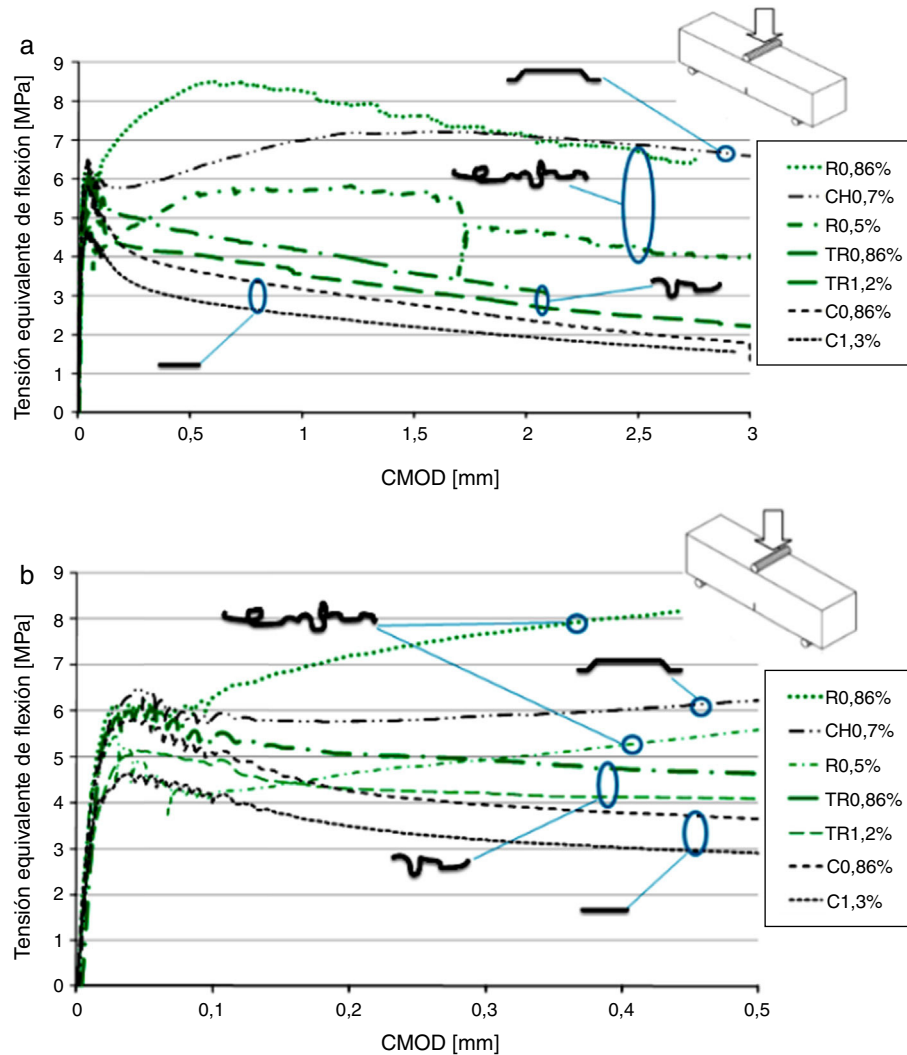 a
Tensión equivalente de flexión [MPa]
9
8
7
6
5
4
3
2
1
0
0 0,5 1 1,5 2 2,5 3
CMOD [mm]
R0,86%
CH0,7%
R0,5%
TR0,86%
TR1,2%
C0,86%
C1,3%
b
Tensión equivalente de flexión [MPa]
9
8
7
6
5
4
3
2
1
0
0 0,1 0,2 0,3 0,4 0,5
CMOD [mm]
R0,86%
CH0,7%
R0,5%
TR0,86%
TR1,2%
C0,86%
C1,3%